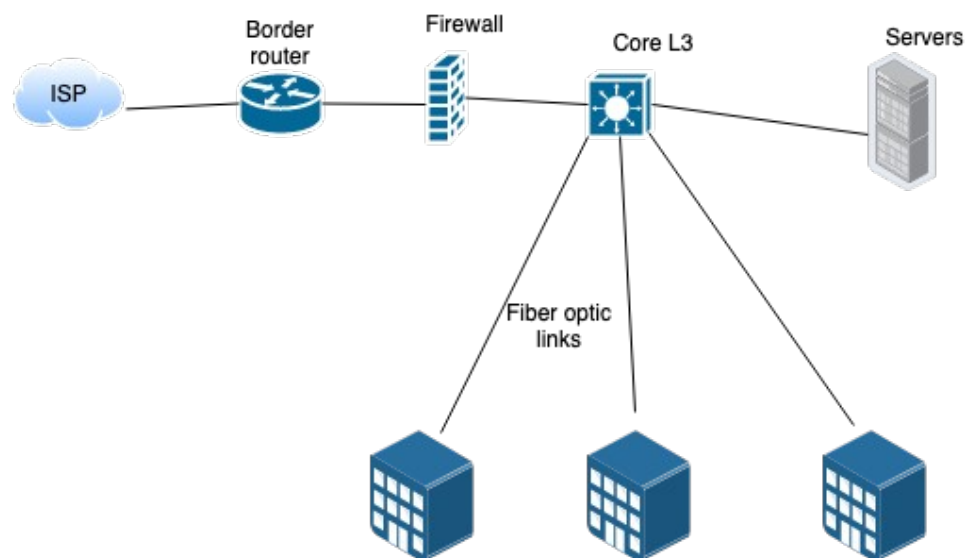 ISP
Border
router
Firewall
Core L3
Servers
Fiber optic
links